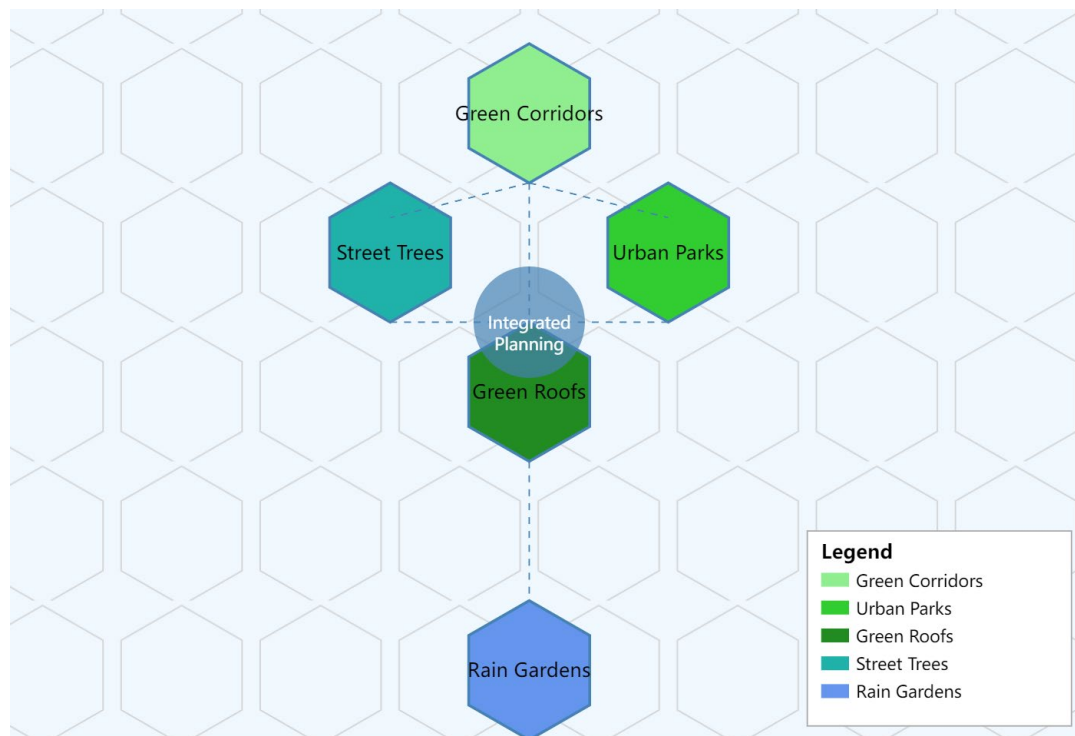 Green Corridors
Street Trees
Urban Parks
Integrated
Planning
Green Roofs
Rain Gardens
Legend
Green Corridors
Urban Parks
Green Roofs
Street Trees
Rain Gardens